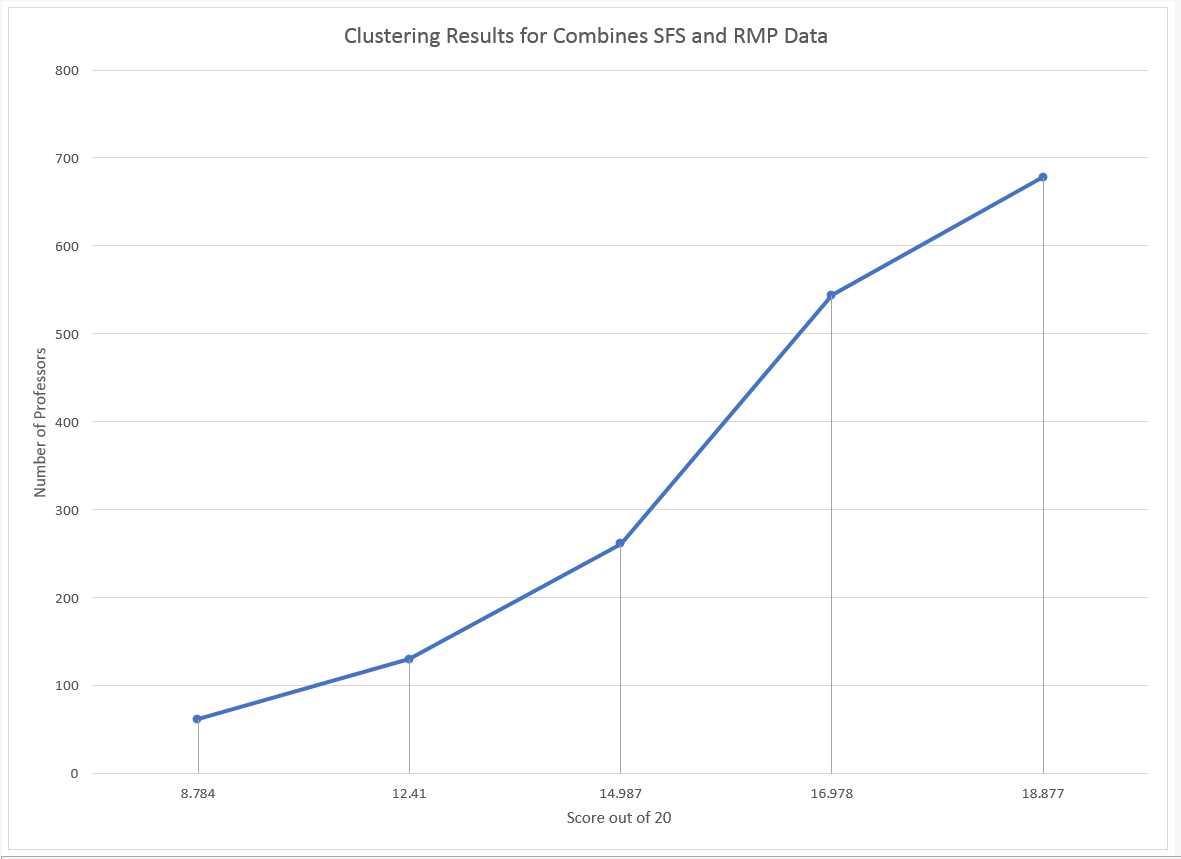 Clustering Results for Combines SFS and RMP Data
800
700
600
500
400
300
200
100
0
Number of Professors
8.784 12.41 14.987 16.978 18.877
Score out of 20